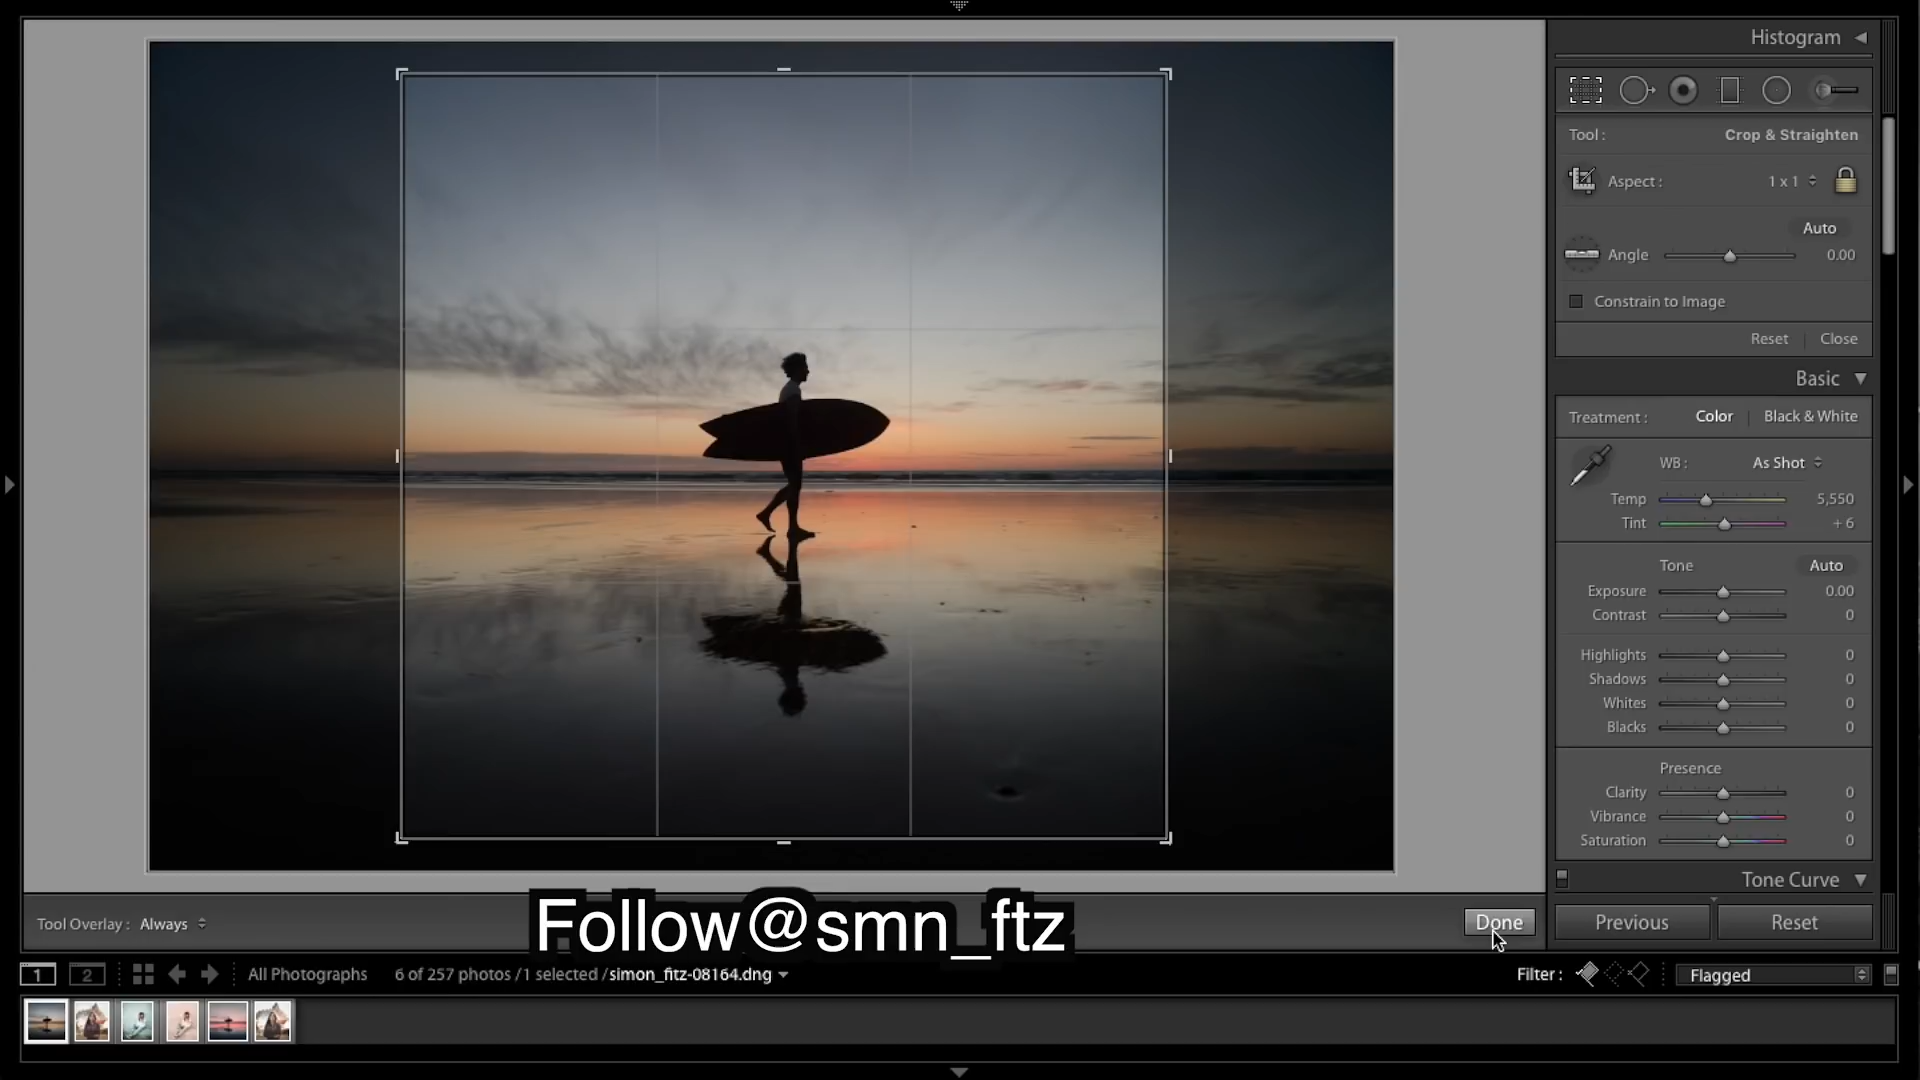 Histogram
Tool :
Crop & Straighten
Aspect :
1 x 1
Auto
Angle
0.00
Constrain to Image
Reset
Close
Basic
Treatment :
Color
Black & White
WB :
As Shot
Temp
5,550
Tint
+ 6
Tone
Auto
Exposure
0.00
Contrast
0
Highlights
0
Shadows
0
Whites
0
Blacks
0
Presence
Clarity
0
Vibrance
0
Saturation
0
Tone Curve
Tool Overlay : Always
Follow@smn_ftz
Done
Previous
Reset
1
2
All Photographs
6 of 257 photos /1 selected /simon_fitz-08164.dng
Filter :
Flagged